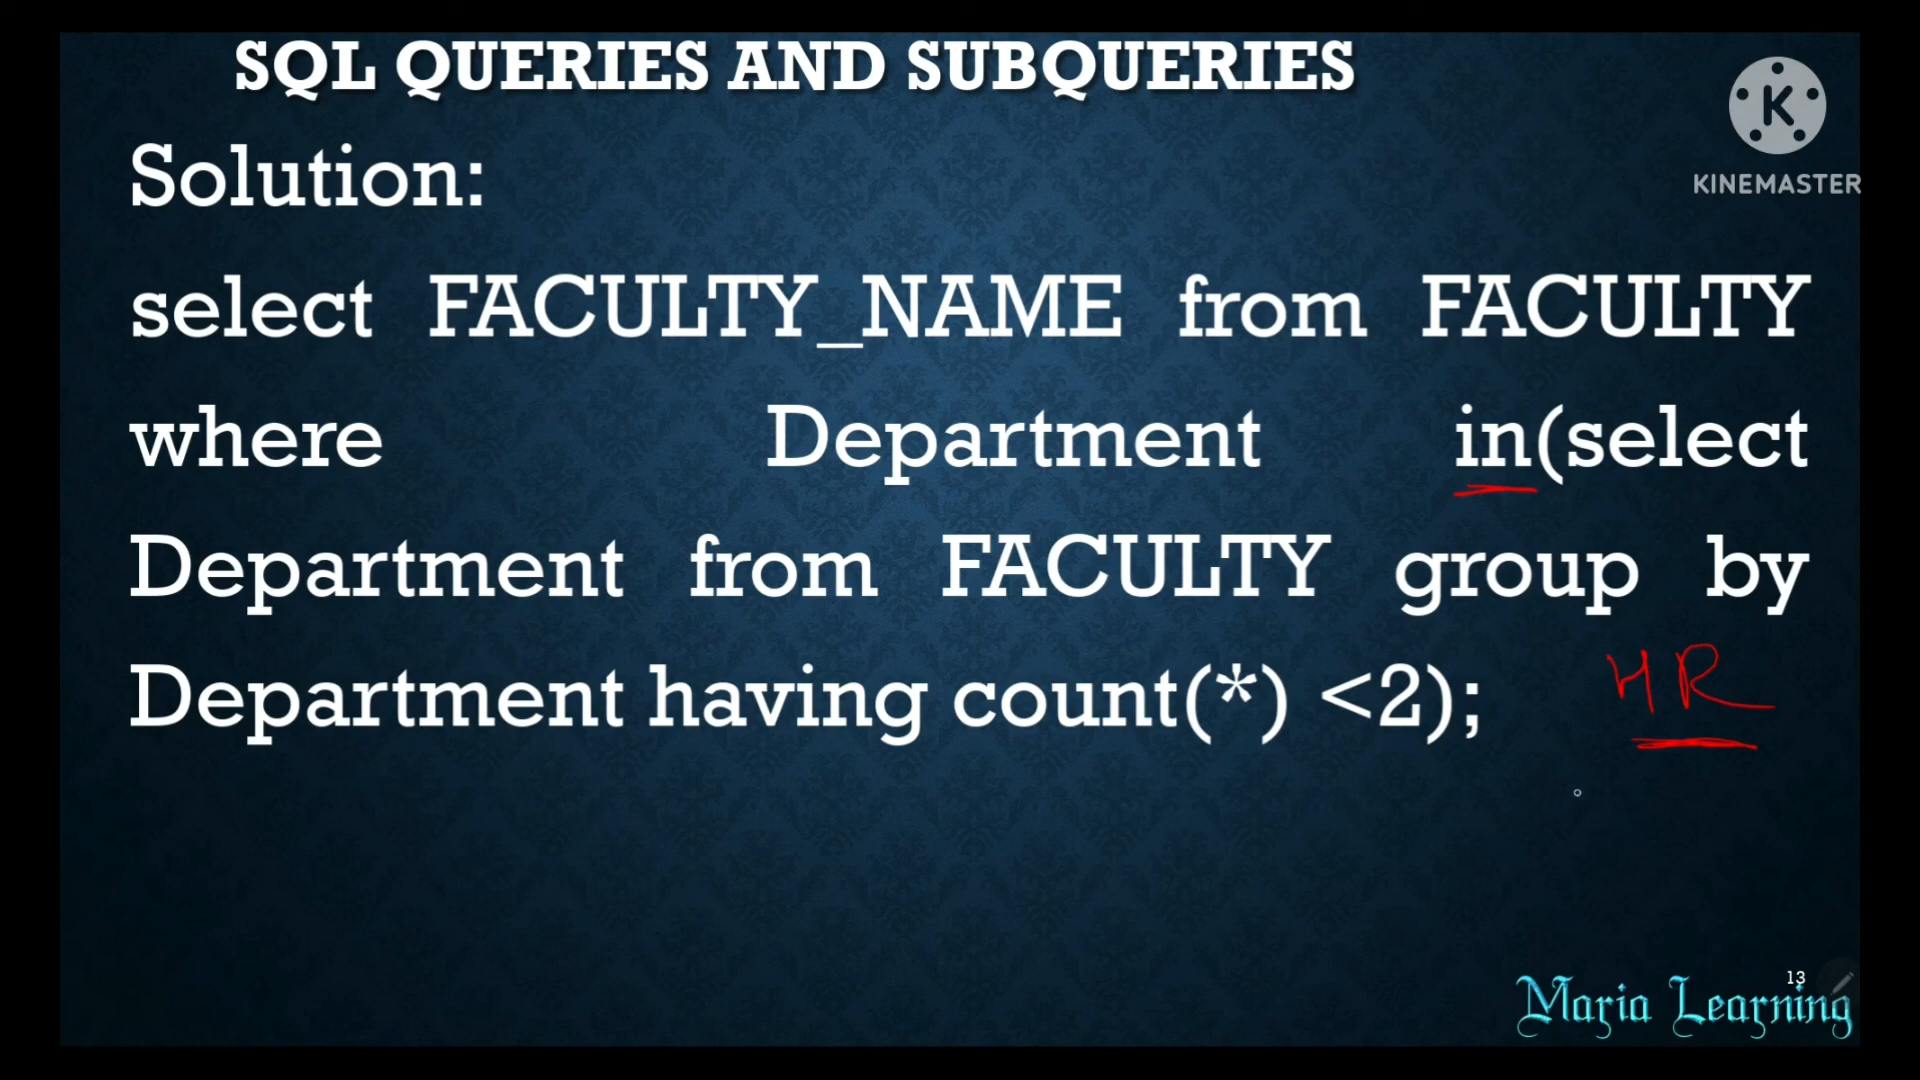 SQL QUERIES AND SUBQUERIES
KINEMASTER
Solution:
select FACULTY_NAME from FACULTY
where Department in(select
Department from FACULTY group by
Department having count(*) <2);
HR
13
Maria Learning